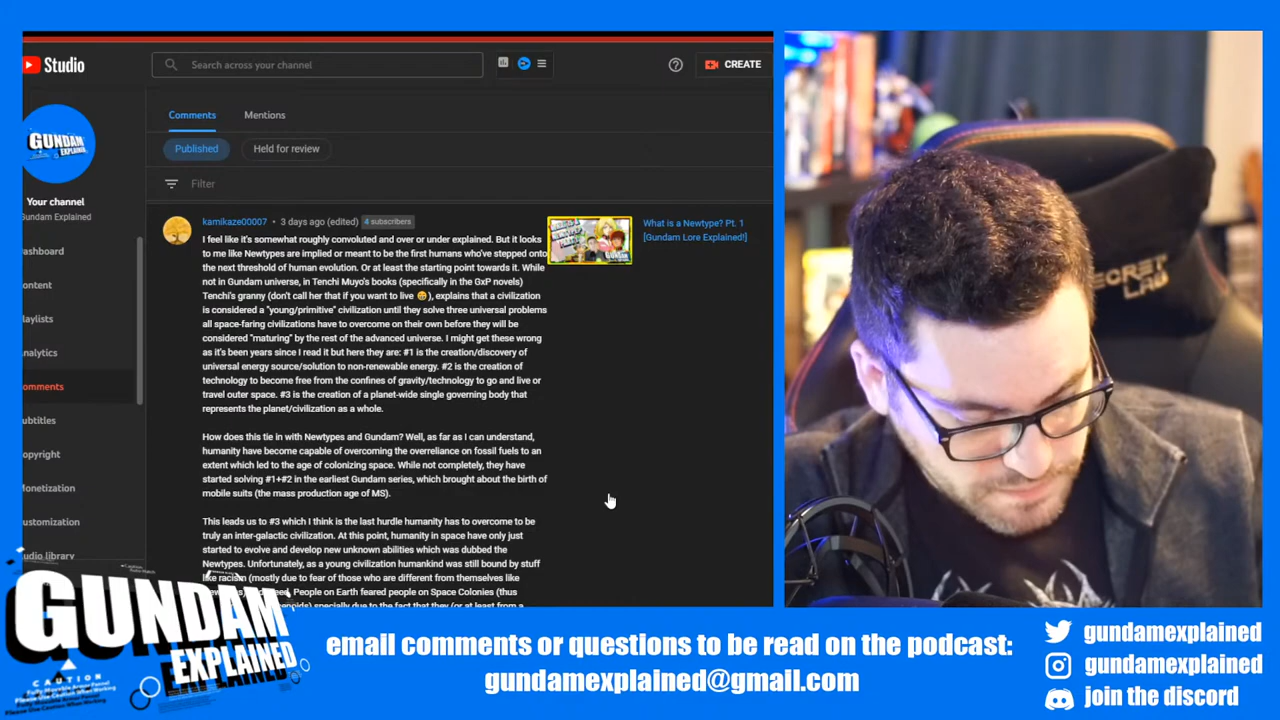 Studio
Search across your channel
CREATE
GUNDAM
EXPLAINED
Comments
Mentions
Published
Held for review
Your channel
Gundam Explained
Filter
ashboard
ontent
laylists
nalytics
omments
ubtitles
opyright
onetization
ustomization
udio library
kamikaze00007 • 3 days ago (edited) 4 subscribers
I feel like it's somewhat roughly convoluted and over or under explained. But it looks
to me like Newtypes are implied or meant to be the first humans who've stepped onto
the next threshold of human evolution. Or at least the starting point towards it. While
not in Gundam universe, in Tenchi Muyo's books (specifically in the GxP novels)
Tenchi's granny (don't call her that if you want to live 😄), explains that a civilization
is considered a "young/primitive" civilization until they solve three universal problems
all space-faring civilizations have to overcome on their own before they will be
considered "maturing" by the rest of the advanced universe. I might get these wrong
as it's been years since I read it but here they are: #1 is the creation/discovery of
universal energy source/solution to non-renewable energy. #2 is the creation of
technology to become free from the confines of gravity/technology to go and live or
travel outer space. #3 is the creation of a planet-wide single governing body that
represents the planet/civilization as a whole.
How does this tie in with Newtypes and Gundam? Well, as far as I can understand,
humanity have become capable of overcoming the overreliance on fossil fuels to an
extent which led to the age of colonizing space. While not completely, they have
started solving #1+#2 in the earliest Gundam series, which brought about the birth of
mobile suits (the mass production age of MS).
This leads us to #3 which I think is the last hurdle humanity has to overcome to be
truly an inter-galactic civilization. At this point, humanity in space have only just
started to evolve and develop new unknown abilities which was dubbed the
Newtypes. Unfortunately, as a young civilization humankind was still bound by stuff
like racism (mostly due to fear of those who are different from themselves like
People on Earth feared people on Space Colonies (thus
specially due to the fact that they (or at least from a
What is a Newtype? Pt. 1
[Gundam Lore Explained!]
SECRET
LAB
GUNDAM
EXPLAINED
CAUTION
email comments or questions to be read on the podcast:
gundamexplained@gmail.com
gundamexplained
gundamexplained
join the discord